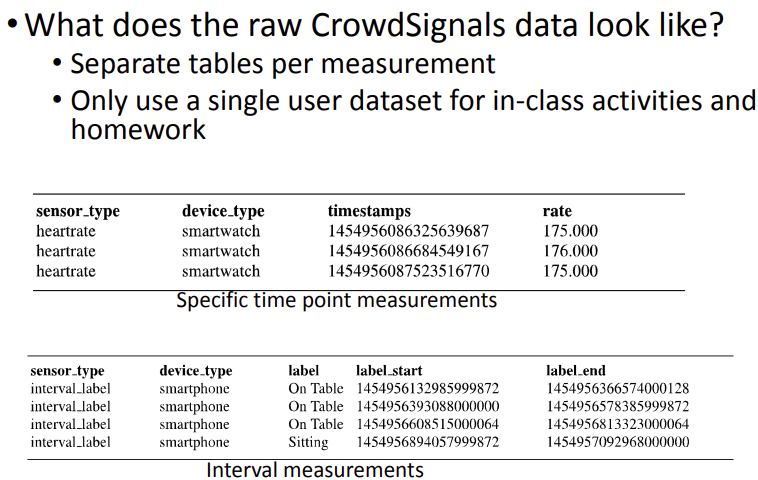 • What does the raw CrowdSignals data look like?
• Separate tables per measurement
• Only use a single user dataset for in-class activities and
homework
sensor_type device_type timestamps rate
heartrate smartwatch 1454956086325639687 175.000
heartrate smartwatch 1454956086684549167 176.000
heartrate smartwatch 1454956087523516770 175.000
Specific time point measurements
sensor_type device_type label label_start label_end
interval_label smartphone On Table 1454956132985999872 1454956366574000128
interval_label smartphone On Table 1454956393088000000 1454956578385999872
interval_label smartphone On Table 1454956608515000064 1454956813323000064
interval_label smartphone Sitting 1454956894057999872 1454957092968000000
Interval measurements